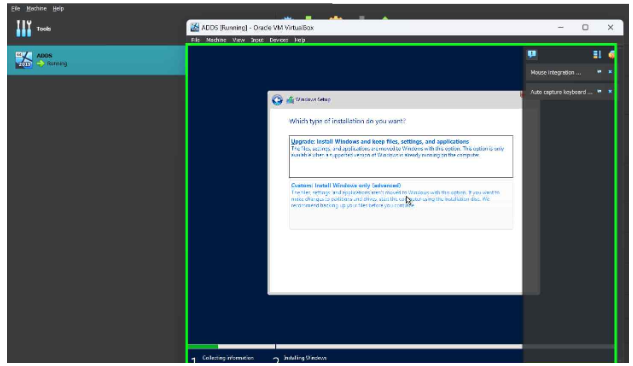 File Machine Help
Tools
ADDS
Running
ADDS [Running] - Oracle VM VirtualBox
File Machine View Input Devices Help
Mouse integration ...
Auto capture keyboard ...
Windows Setup
Which type of installation do you want?
Upgrade: Install Windows and keep files, settings, and applications
The files, settings, and applications are moved to Windows with this option. This option is only
available when a supported version of Windows is already running on the computer.
Custom: Install Windows only (advanced)
The files, settings, and applications aren't moved to Windows with this option. If you want to
make changes to partitions and drives, start the computer using the installation disc. We
recommend backing up your files before you continue.
1 Collecting information
2 Installing Windows